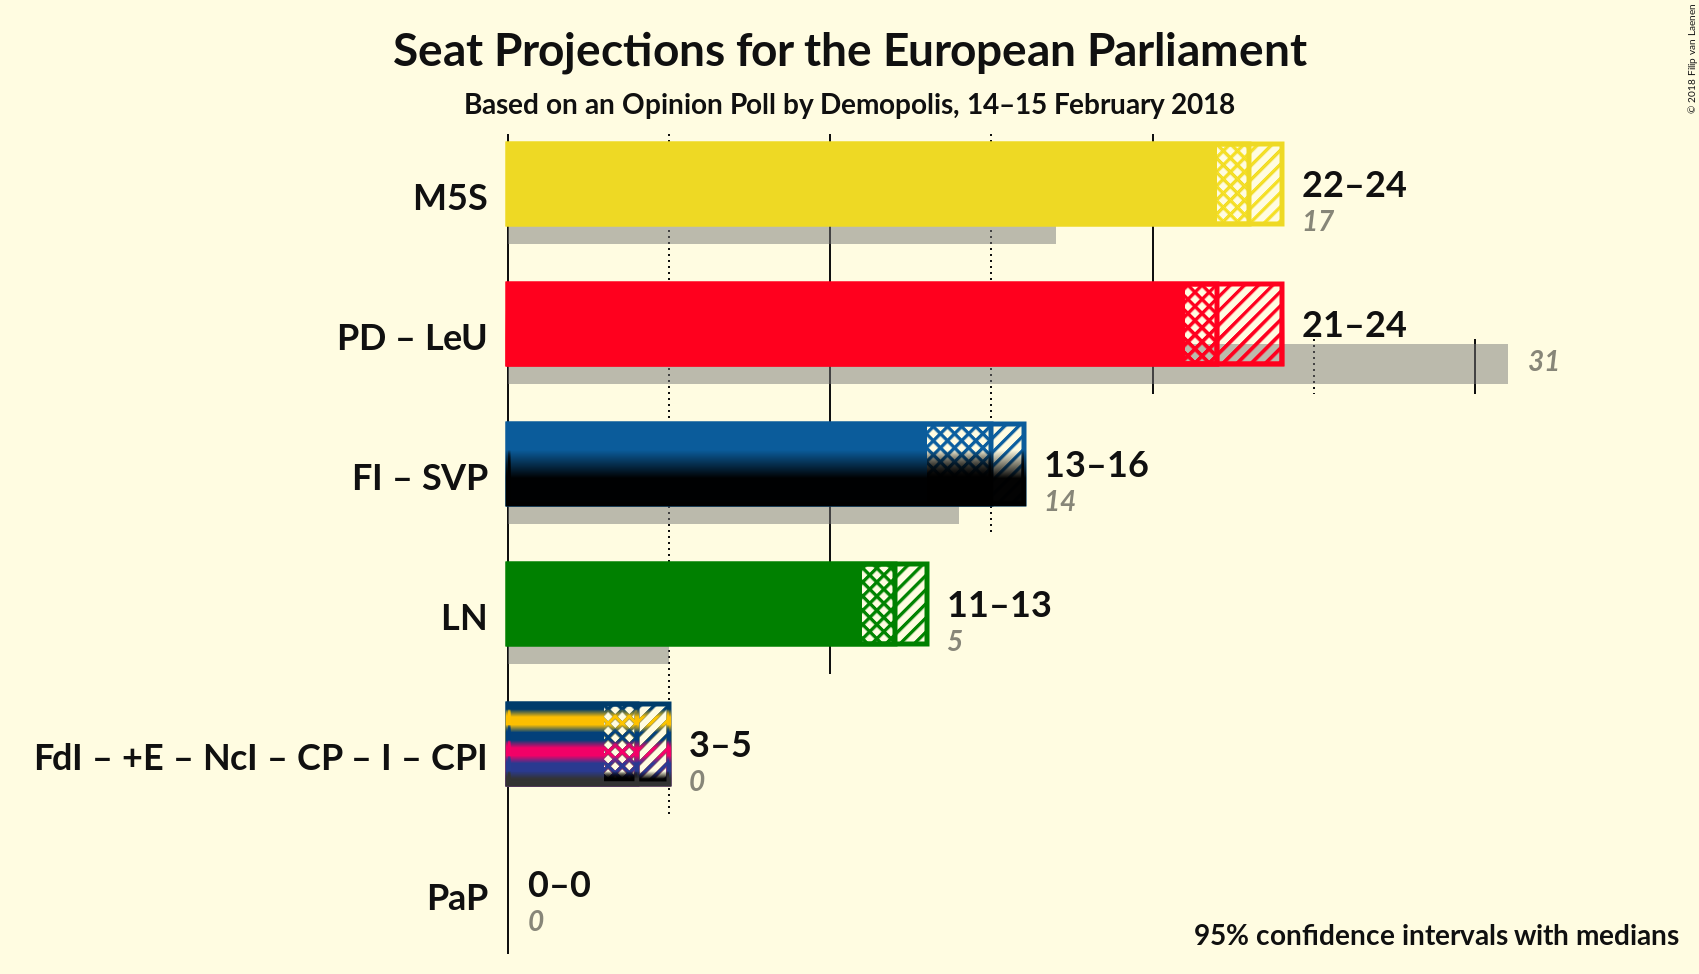 Seat Projections for the European Parliament
Based on an Opinion Poll by Demopolis, 14–15 February 2018
© 2018 Filip van Laenen
M5S
22–24
17
PD – LeU
21–24
31
FI – SVP
13–16
14
LN
11–13
5
FdI – +E – NcI – CP – I – CPI
3–5
0
PaP
0–0
0
95% confidence intervals with medians